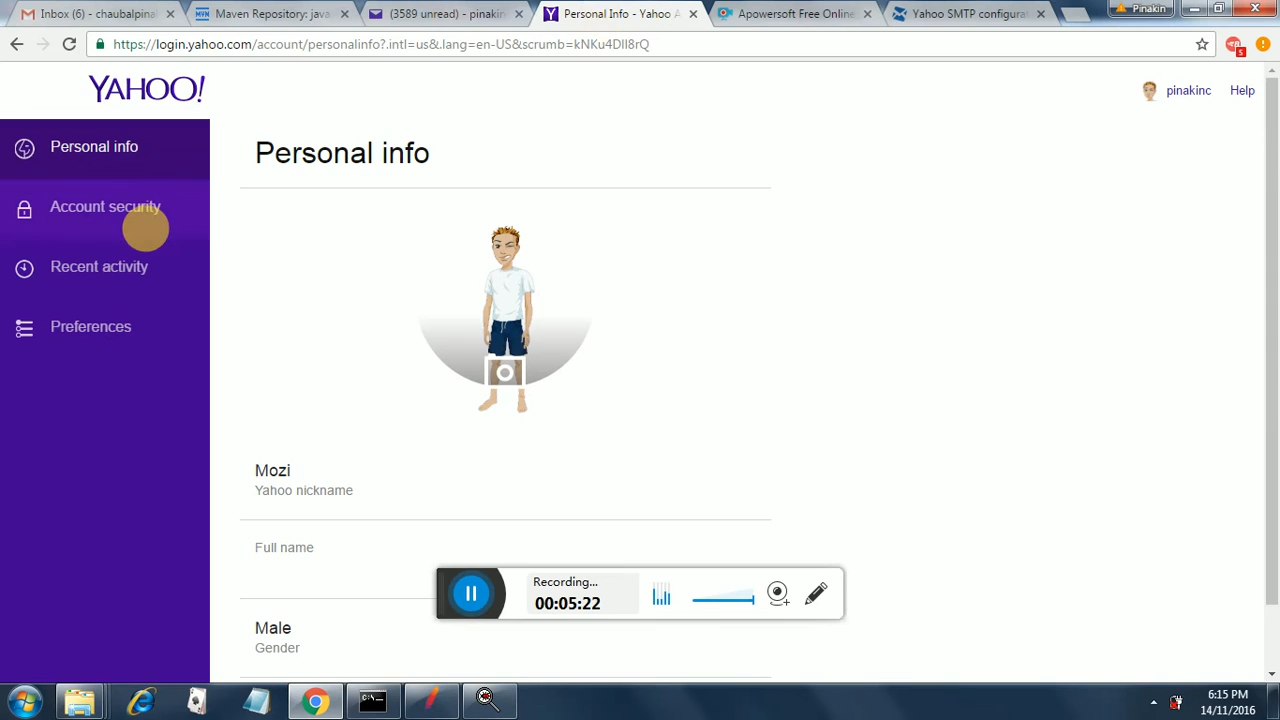 Inbox (6) - chaubalpinak
Maven Repository: java
(3589 unread) - pinakin
Personal Info - Yahoo A
Apowersoft Free Online
Yahoo SMTP configurat
Pinakin
https://login.yahoo.com/account/personalinfo?.intl=us&.lang=en-US&scrumb=kNKu4DlI8rQ
5
YAHOO!
pinakinc
Help
Personal info
Account security
Recent activity
Preferences
Personal info
Mozi
Yahoo nickname
Full name
Recording...
00:05:22
Male
Gender
6:15 PM
14/11/2016